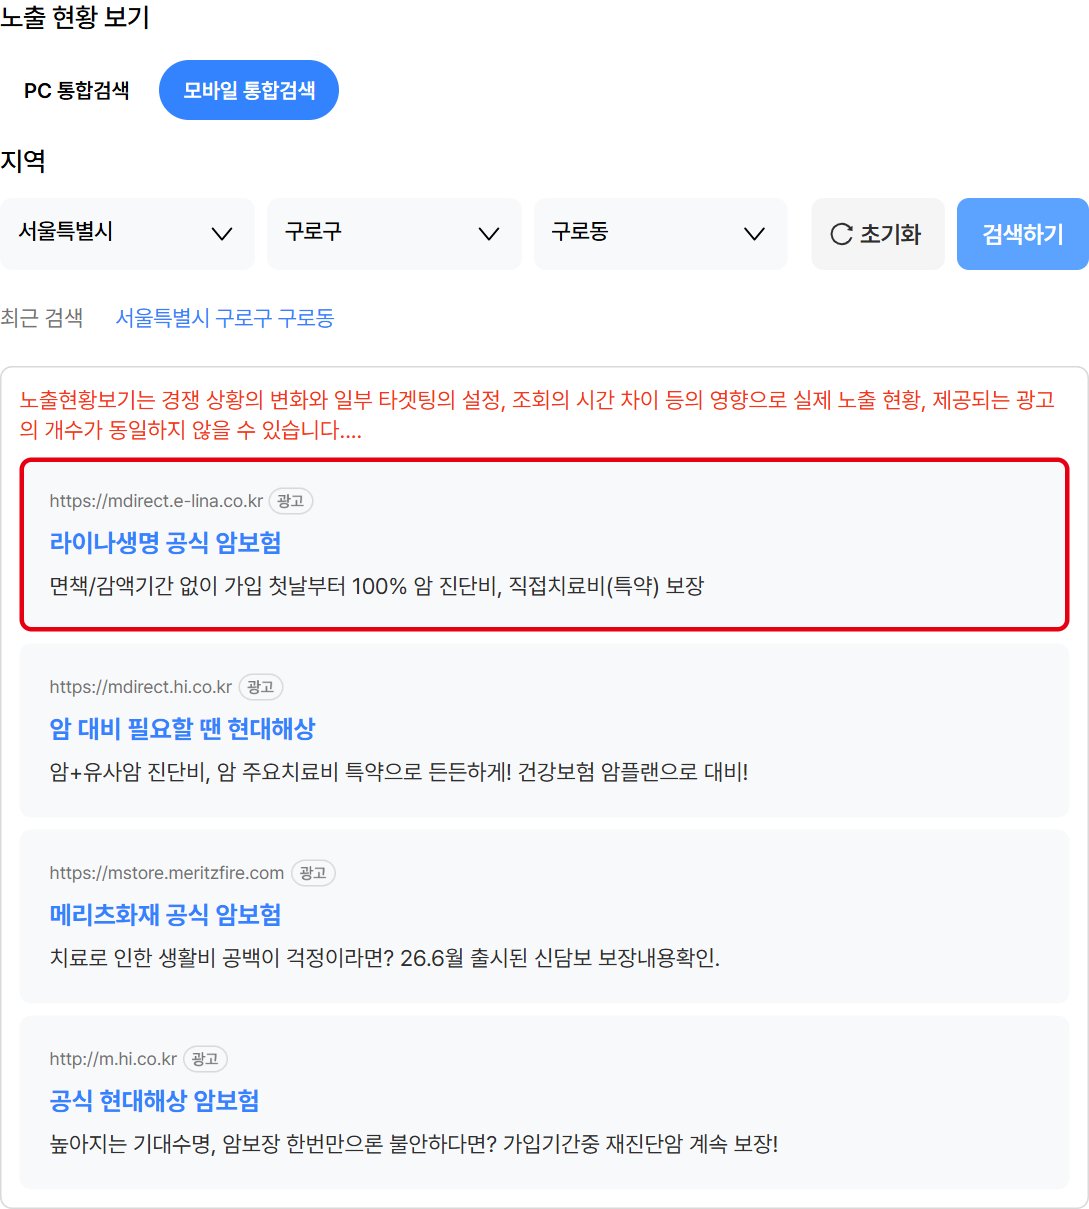 노출 현황 보기
PC 통합검색 모바일 통합검색
지역
서울특별시 구로구 구로동 초기화 검색하기
최근 검색 서울특별시 구로구 구로동
노출현황보기는 경쟁 상황의 변화와 일부 타겟팅의 설정, 조회의 시간 차이 등의 영향으로 실제 노출 현황, 제공되는 광고
의 개수가 동일하지 않을 수 있습니다....
https://mdirect.e-lina.co.kr 광고
라이나생명 공식 암보험
면책/감액기간 없이 가입 첫날부터 100% 암 진단비, 직접치료비(특약) 보장
https://mdirect.hi.co.kr 광고
암 대비 필요할 땐 현대해상
암+유사암 진단비, 암 주요치료비 특약으로 든든하게! 건강보험 암플랜으로 대비!
https://mstore.meritzfire.com 광고
메리츠화재 공식 암보험
치료로 인한 생활비 공백이 걱정이라면? 26.6월 출시된 신담보 보장내용확인.
http://m.hi.co.kr 광고
공식 현대해상 암보험
높아지는 기대수명, 암보장 한번만으론 불안하다면? 가입기간중 재진단암 계속 보장!